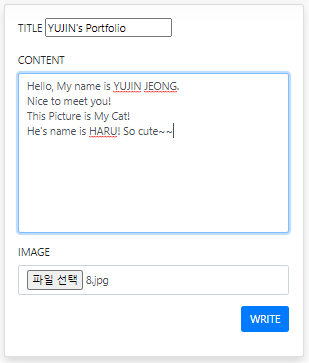 TITLE YUJIN's Portfolio
CONTENT
Hello, My name is YUJIN JEONG.
Nice to meet you!
This Picture is My Cat!
He's name is HARU! So cute~~
IMAGE
파일 선택 8.jpg
WRITE